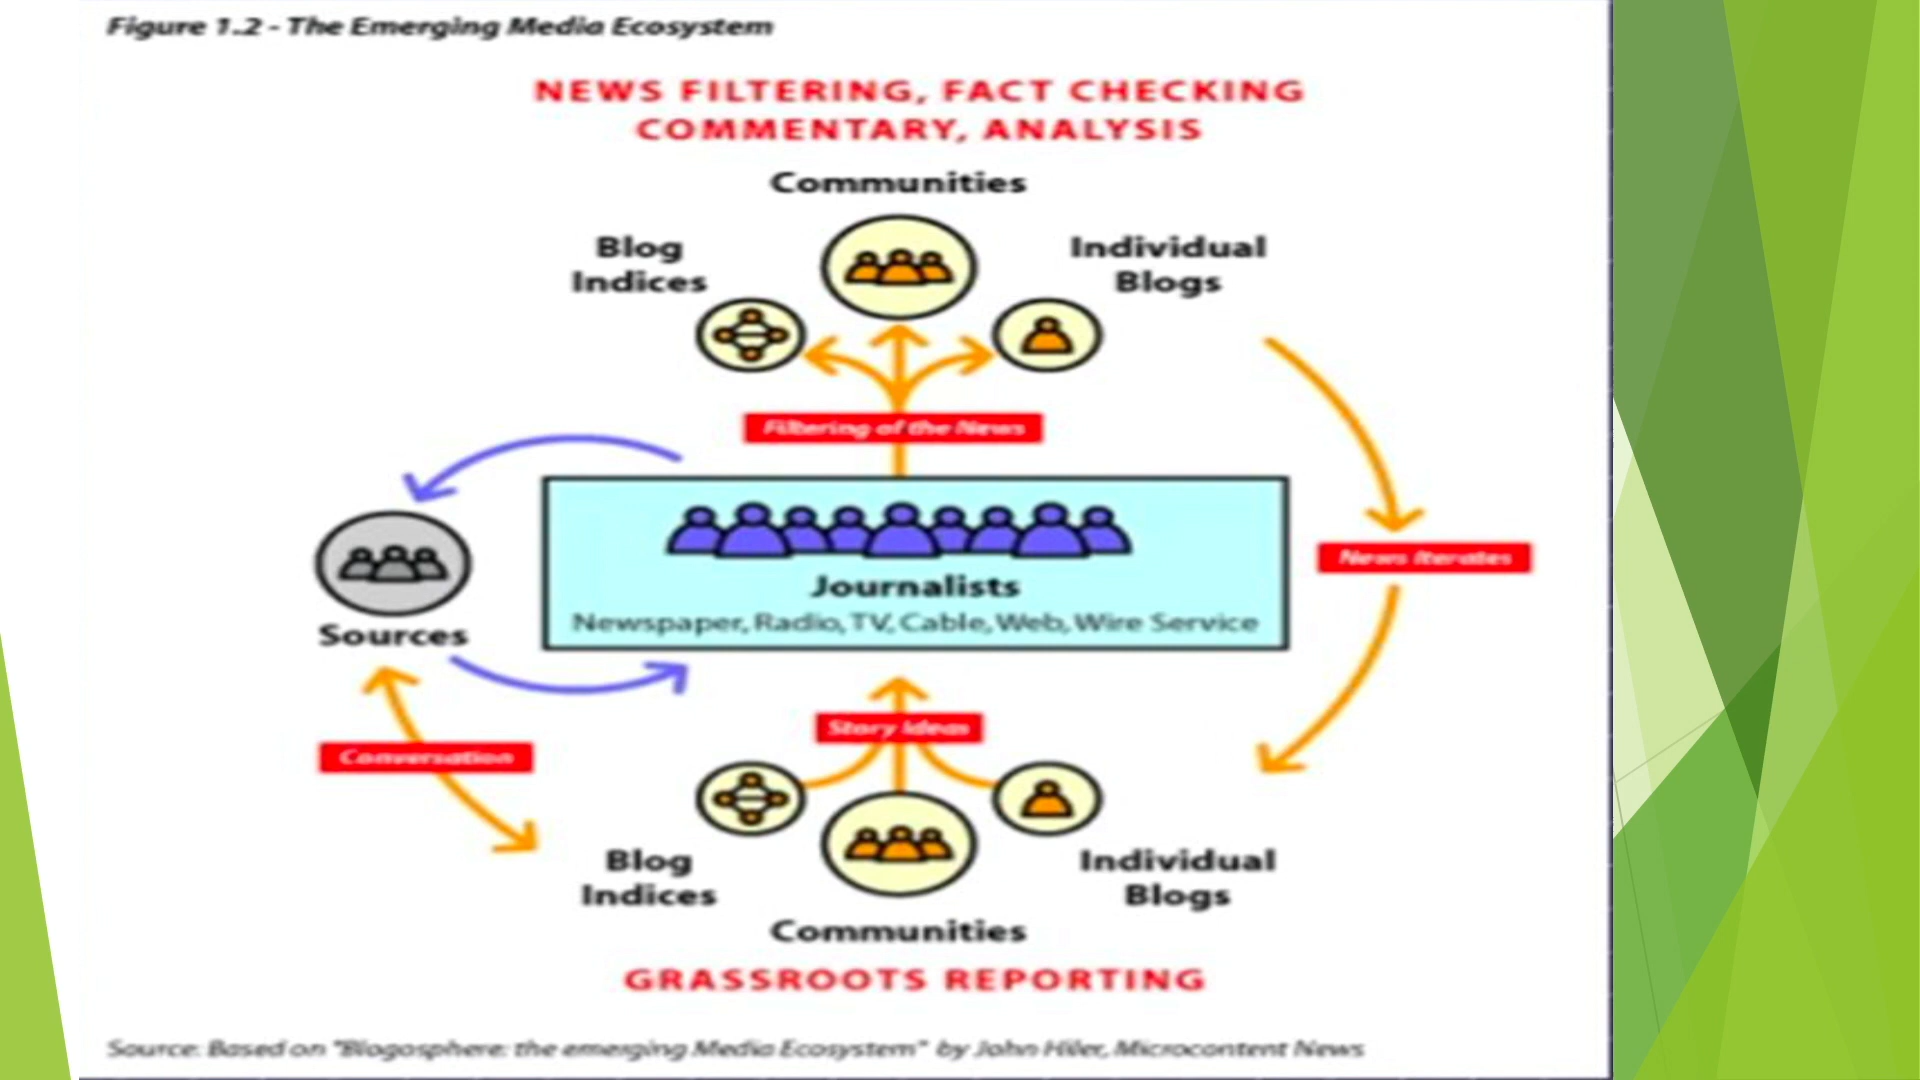 Figure 1.2 - The Emerging Media Ecosystem
NEWS FILTERING, FACT CHECKING
COMMENTARY, ANALYSIS
Communities
Blog
Indices
Individual
Blogs
Filtering of the News
Journalists
Newspaper, Radio, TV, Cable, Web, Wire Service
News Iterates
Sources
Story Ideas
Conversation
Blog
Indices
Individual
Blogs
Communities
GRASSROOTS REPORTING
Source: Based on "Blogosphere: the emerging Media Ecosystem" by John Hiler, Microcontent News